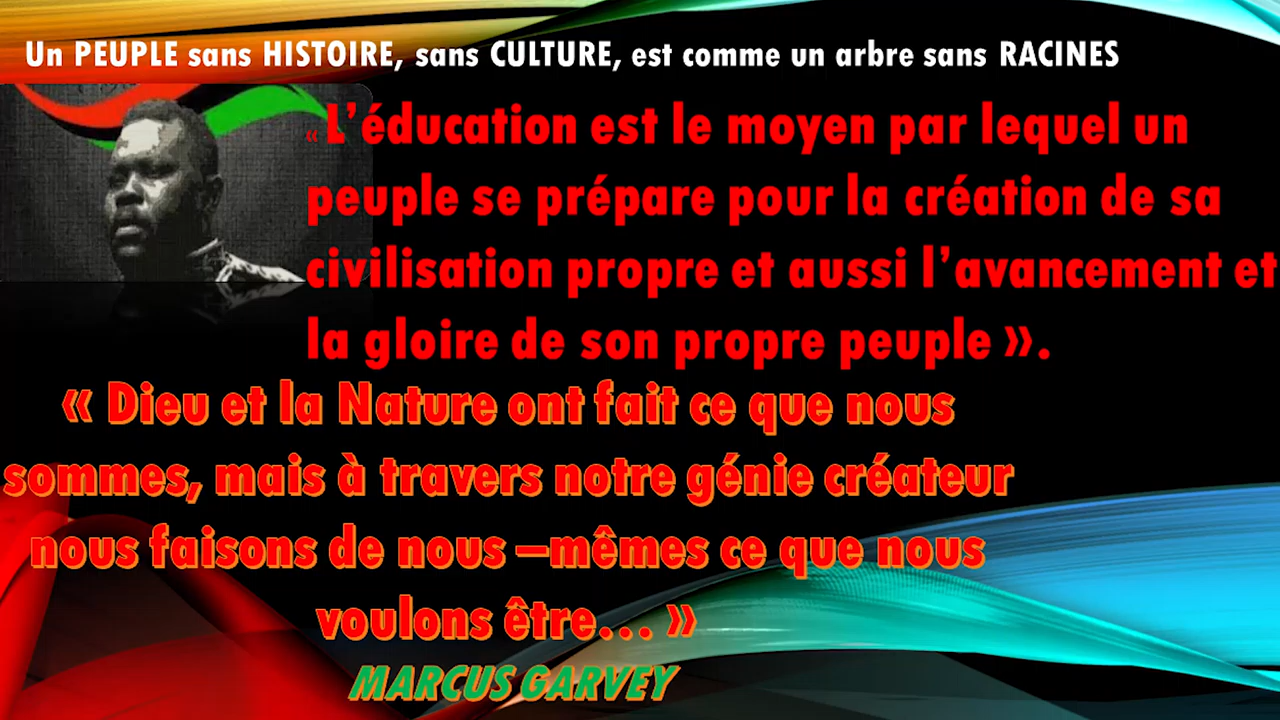 Un PEUPLE sans HISTOIRE, sans CULTURE, est comme un arbre sans RACINES
« L’éducation est le moyen par lequel un
peuple se prépare pour la création de sa
civilisation propre et aussi l’avancement et
la gloire de son propre peuple ».
« Dieu et la Nature ont fait ce que nous
sommes, mais à travers notre génie créateur
nous faisons de nous –mêmes ce que nous
voulons être… »
MARCUS GARVEY